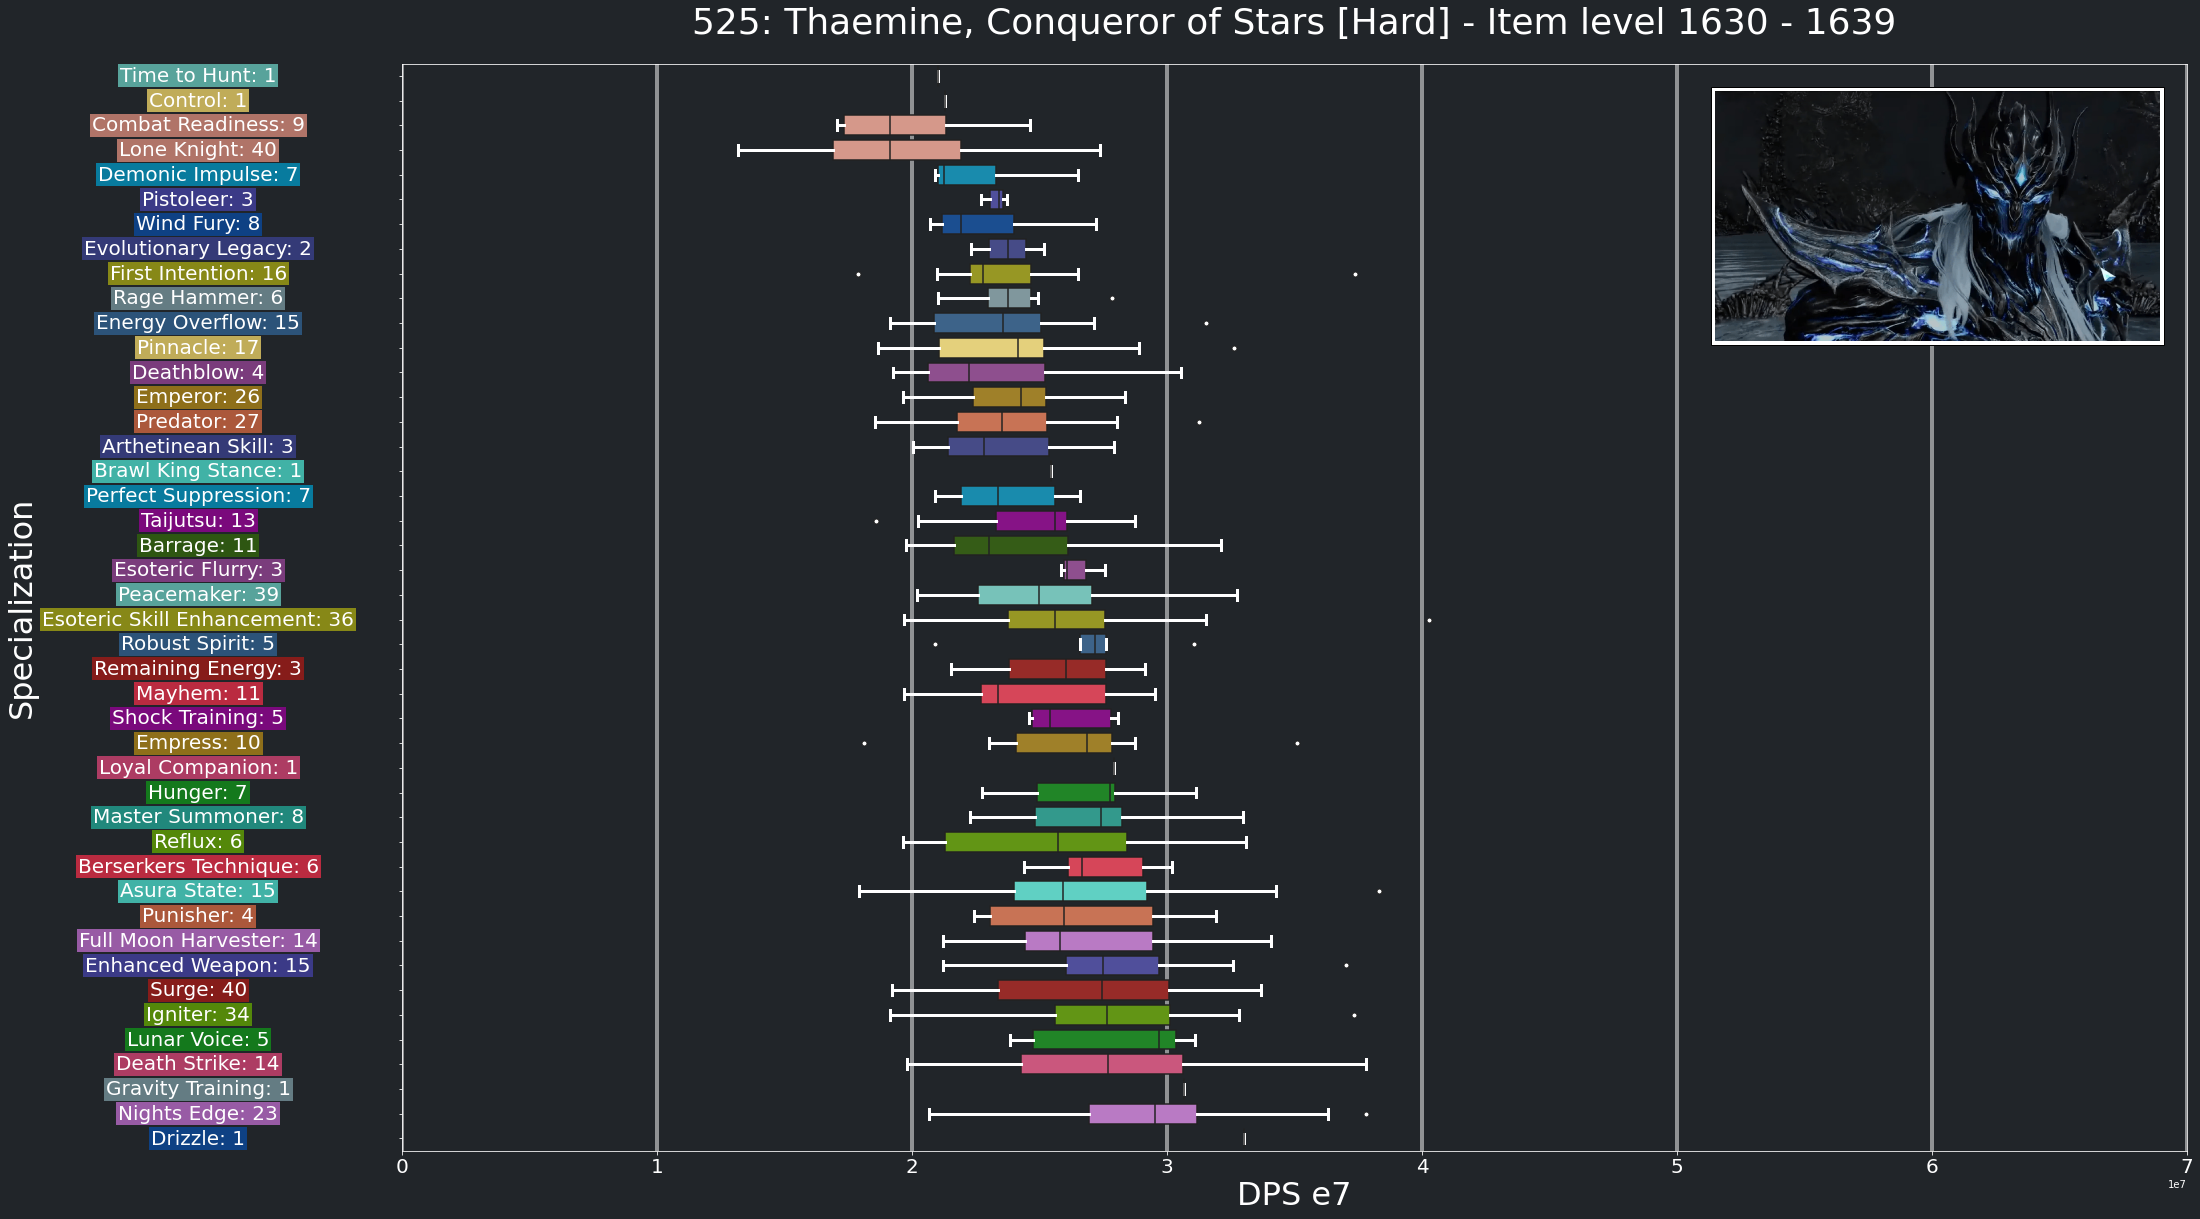 525: Thaemine, Conqueror of Stars [Hard] - Item level 1630 - 1639
Specialization
Time to Hunt: 1
Control: 1
Combat Readiness: 9
Lone Knight: 40
Demonic Impulse: 7
Pistoleer: 3
Wind Fury: 8
Evolutionary Legacy: 2
First Intention: 16
Rage Hammer: 6
Energy Overflow: 15
Pinnacle: 17
Deathblow: 4
Emperor: 26
Predator: 27
Arthetinean Skill: 3
Brawl King Stance: 1
Perfect Suppression: 7
Taijutsu: 13
Barrage: 11
Esoteric Flurry: 3
Peacemaker: 39
Esoteric Skill Enhancement: 36
Robust Spirit: 5
Remaining Energy: 3
Mayhem: 11
Shock Training: 5
Empress: 10
Loyal Companion: 1
Hunger: 7
Master Summoner: 8
Reflux: 6
Berserkers Technique: 6
Asura State: 15
Punisher: 4
Full Moon Harvester: 14
Enhanced Weapon: 15
Surge: 40
Igniter: 34
Lunar Voice: 5
Death Strike: 14
Gravity Training: 1
Nights Edge: 23
Drizzle: 1
0 1 2 3 4 5 6 7
1e7
DPS e7